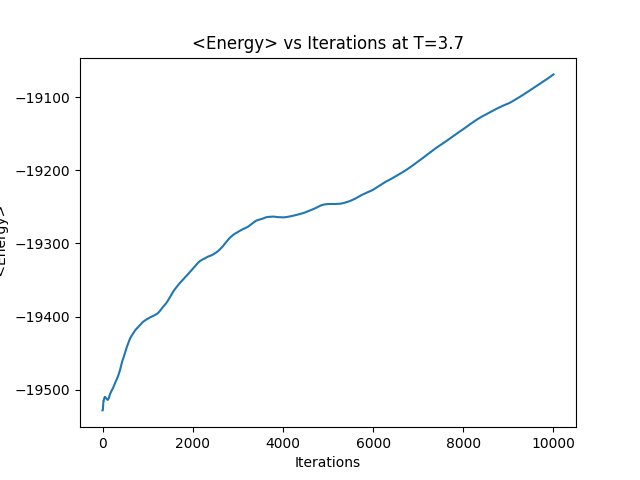 <Energy> vs Iterations at T=3.7
−19100
−19200
−19300
−19400
−19500
<Energy>
0 2000 4000 6000 8000 10000
Iterations